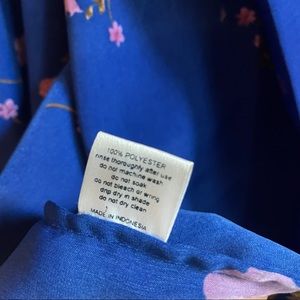 100% POLYESTER
rinse thoroughly after use
do not machine wash
do not soak
do not bleach or wring
drip dry in shade
do not dry clean
MADE IN INDONESIA